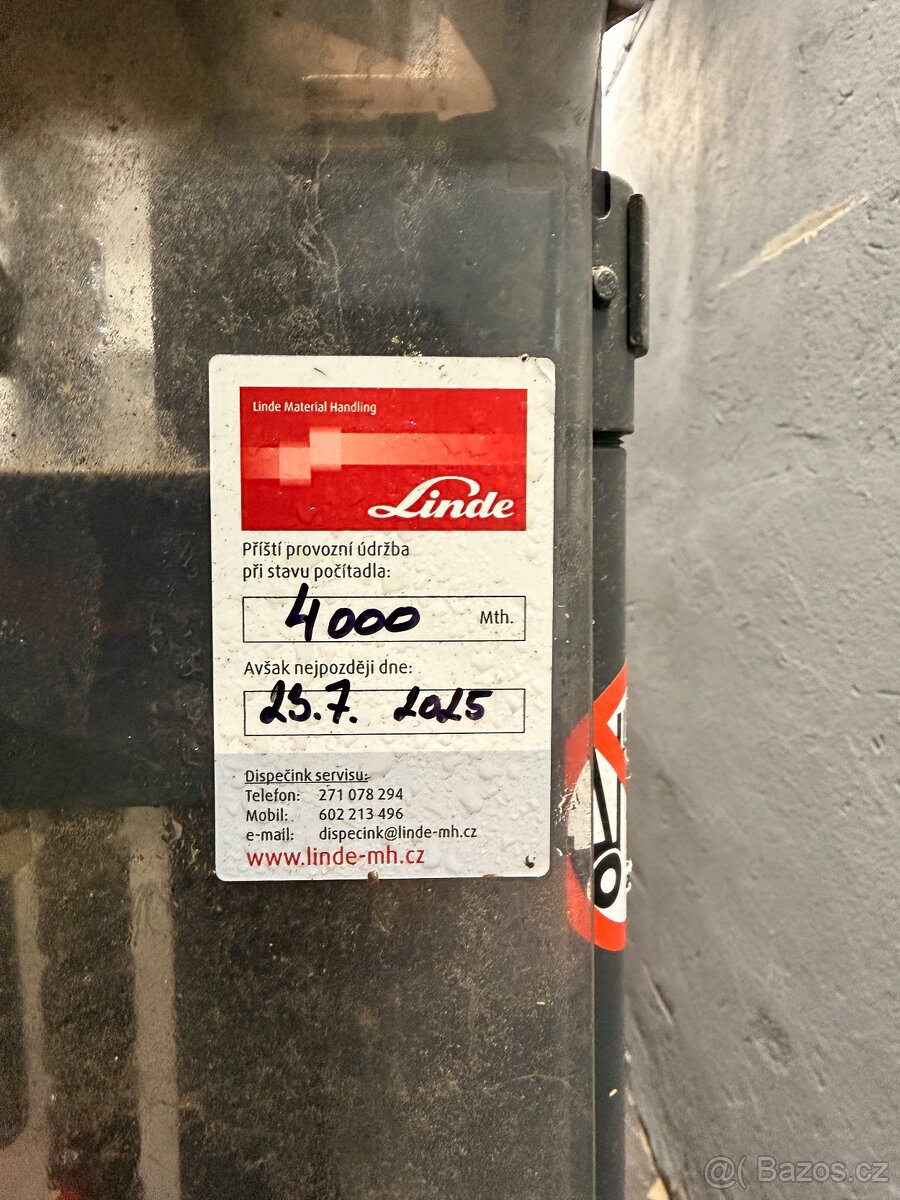 Linde Material Handling
Linde
Příští provozní údržba
při stavu počítadla:
4000 Mth.
Avšak nejpozději dne:
23.7. 2025
Dispečink servisu:
Telefon: 271 078 294
Mobil: 602 213 496
e-mail: dispecink@linde-mh.cz
www.linde-mh.cz
@( Bazos.cz